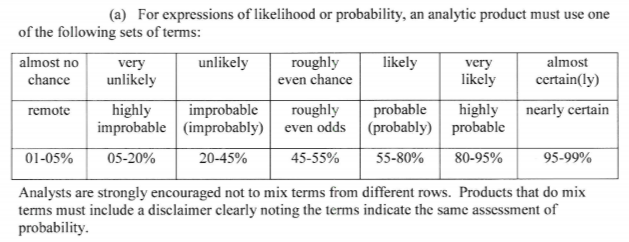 (a) For expressions of likelihood or probability, an analytic product must use one
of the following sets of terms:
almost no chance | very unlikely | unlikely | roughly even chance | likely | very likely | almost certain(ly)
remote | highly improbable | improbable (improbably) | roughly even odds | probable (probably) | highly probable | nearly certain
01-05% | 05-20% | 20-45% | 45-55% | 55-80% | 80-95% | 95-99%
Analysts are strongly encouraged not to mix terms from different rows. Products that do mix
terms must include a disclaimer clearly noting the terms indicate the same assessment of
probability.